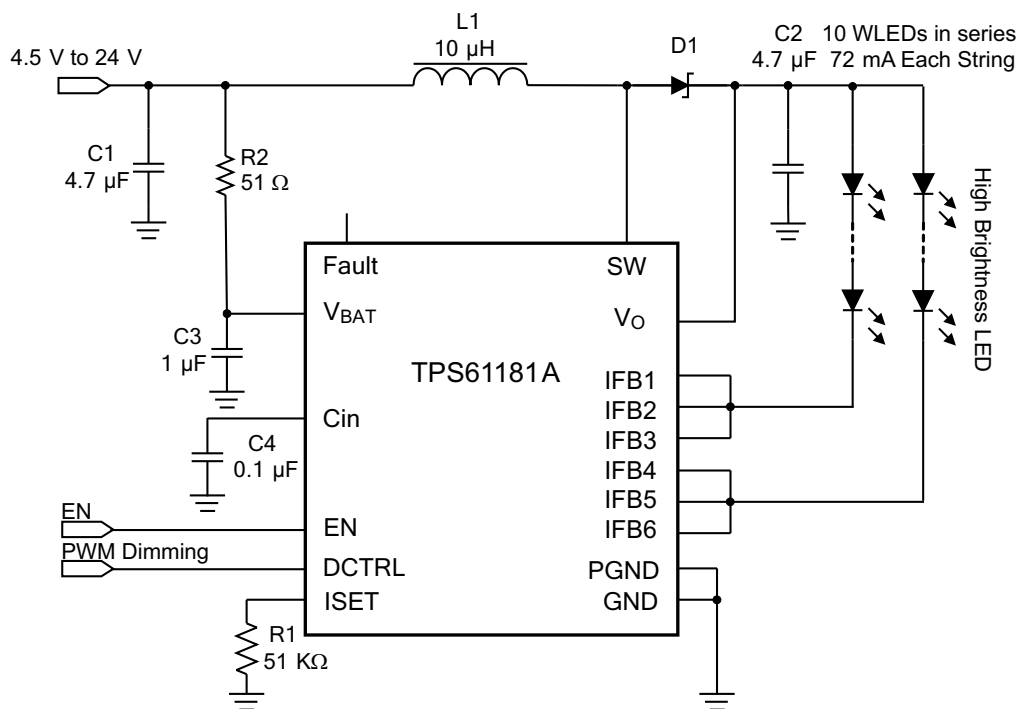 4.5 V to 24 V
L1
10 µH
D1
C2
4.7 µF
10 WLEDs in series
72 mA Each String
C1
4.7 µF
R2
51 Ω
High Brightness LED
Fault
SW
VBAT
VO
C3
1 µF
TPS61181A
IFB1
IFB2
IFB3
Cin
C4
0.1 µF
IFB4
IFB5
IFB6
EN
EN
PWM Dimming
DCTRL
PGND
ISET
GND
R1
51 KΩ